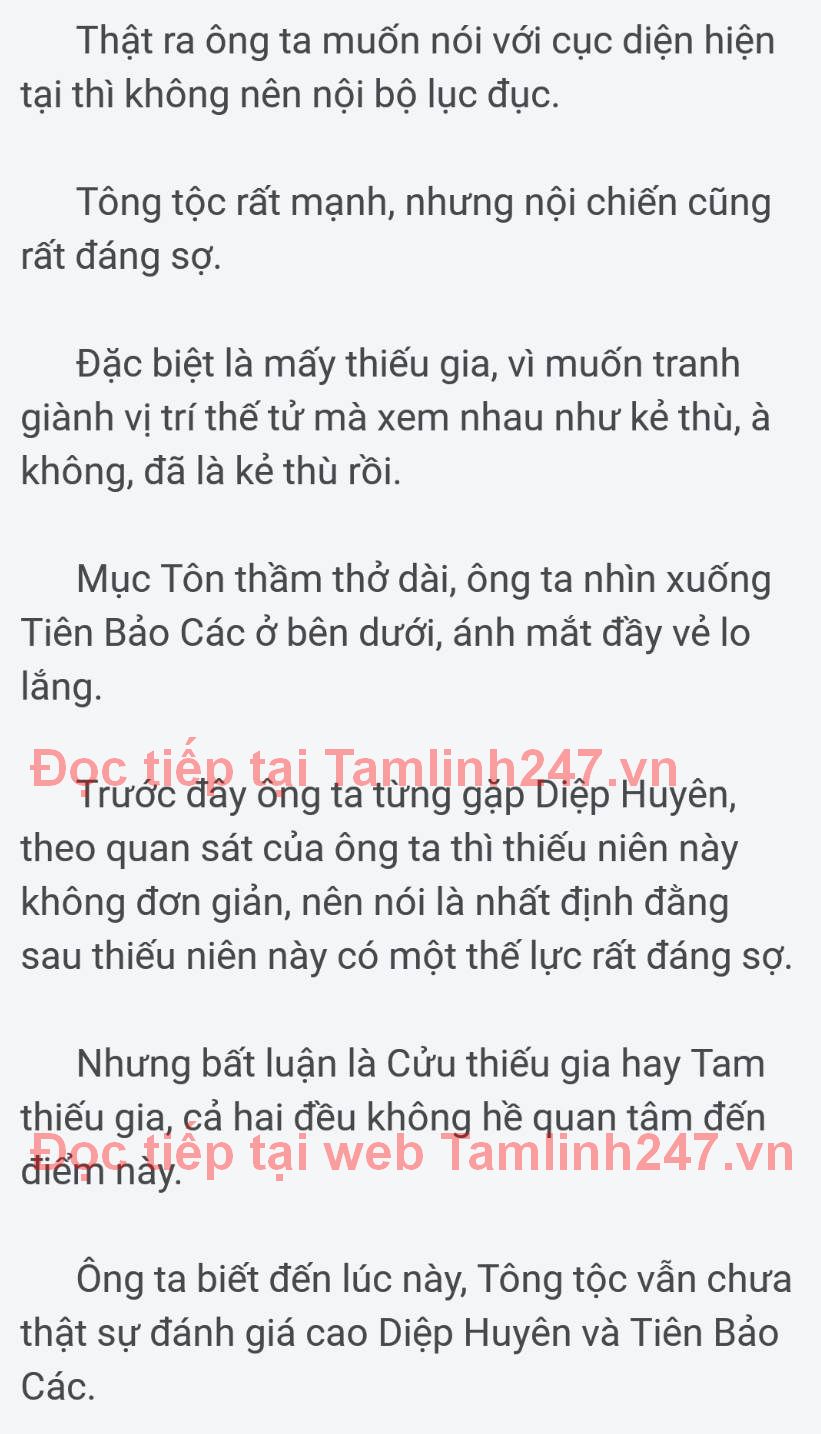 Thật ra ông ta muốn nói với cục diện hiện
tại thì không nên nội bộ lục đục.
Tông tộc rất mạnh, nhưng nội chiến cũng
rất đáng sợ.
Đặc biệt là mấy thiếu gia, vì muốn tranh
giành vị trí thế tử mà xem nhau như kẻ thù, à
không, đã là kẻ thù rồi.
Mục Tôn thầm thở dài, ông ta nhìn xuống
Tiên Bảo Các ở bên dưới, ánh mắt đầy vẻ lo
lắng.
Đọc tiếp tại Tamlinh247.vn
Trước đây ông ta từng gặp Diệp Huyên,
theo quan sát của ông ta thì thiếu niên này
không đơn giản, nên nói là nhất định đằng
sau thiếu niên này có một thế lực rất đáng sợ.
Nhưng bất luận là Cửu thiếu gia hay Tam
thiếu gia, cả hai đều không hề quan tâm đến
Đọc tiếp tại web Tamlinh247.vn
điểm này.
Ông ta biết đến lúc này, Tông tộc vẫn chưa
thật sự đánh giá cao Diệp Huyên và Tiên Bảo
Các.